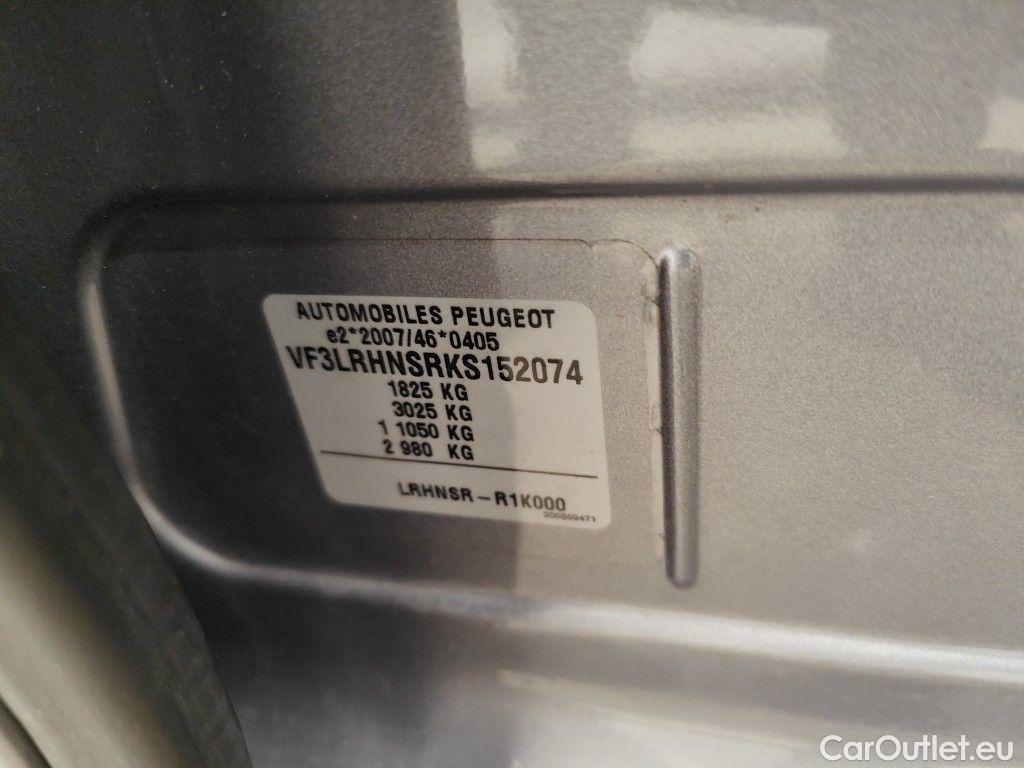 AUTOMOBILES PEUGEOT
e2*2007/46*0405
VF3LRHNSRKS152074
1825 KG
3025 KG
1 1050 KG
2 980 KG
LRHNSR-R1K000
200569471
CarOutlet.eu